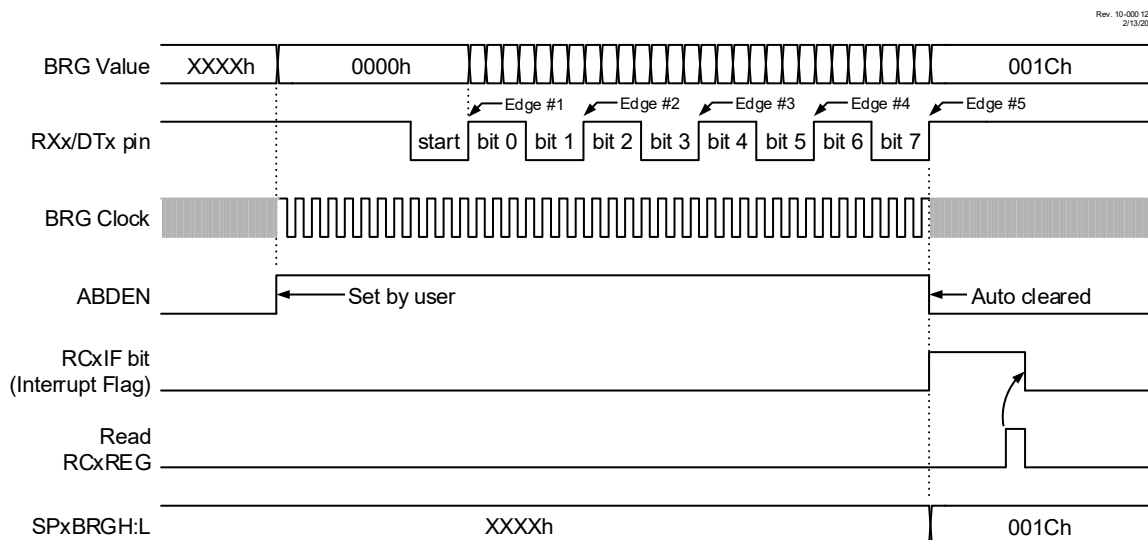 Rev. 10-000 12
2/13/20
BRG Value XXXXh 0000h 001Ch
Edge #1 Edge #2 Edge #3 Edge #4 Edge #5
RXx/DTx pin start bit 0 bit 1 bit 2 bit 3 bit 4 bit 5 bit 6 bit 7
BRG Clock
ABDEN Set by user Auto cleared
RCxIF bit
(Interrupt Flag)
Read
RCxREG
SPxBRGH:L XXXXh 001Ch